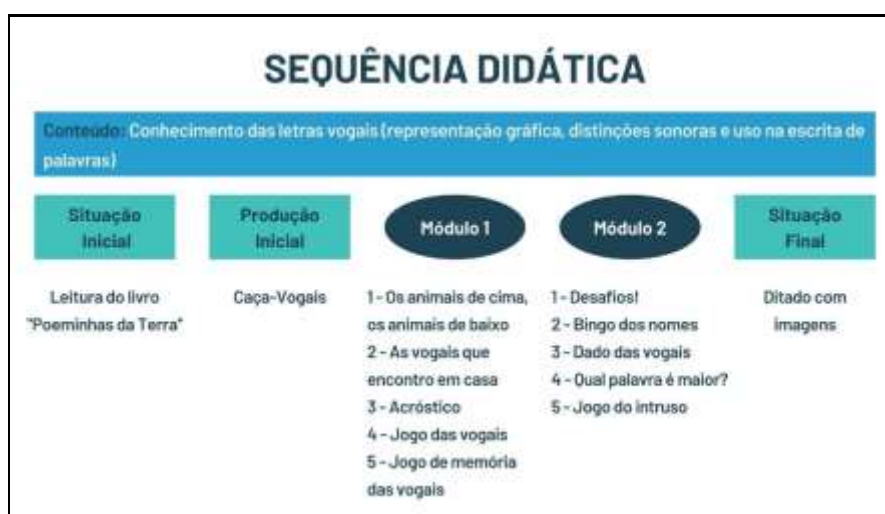 SEQUÊNCIA DIDÁTICA
Conteúdo: Conhecimento das letras vogais (representação gráfica, distinções sonoras e uso na escrita de
palavras)
Situação
Inicial
Leitura do livro
"Poeminhas da Terra"
Produção
Inicial
Caça-Vogais
Módulo 1
1 - Os animais de cima,
os animais de baixo
2 - As vogais que
encontro em casa
3 - Acróstico
4 - Jogo das vogais
5 - Jogo de memória
das vogais
Módulo 2
1 - Desafios!
2 - Bingo dos nomes
3 - Dado das vogais
4 - Qual palavra é maior?
5 - Jogo do intruso
Situação
Final
Ditado com
imagens